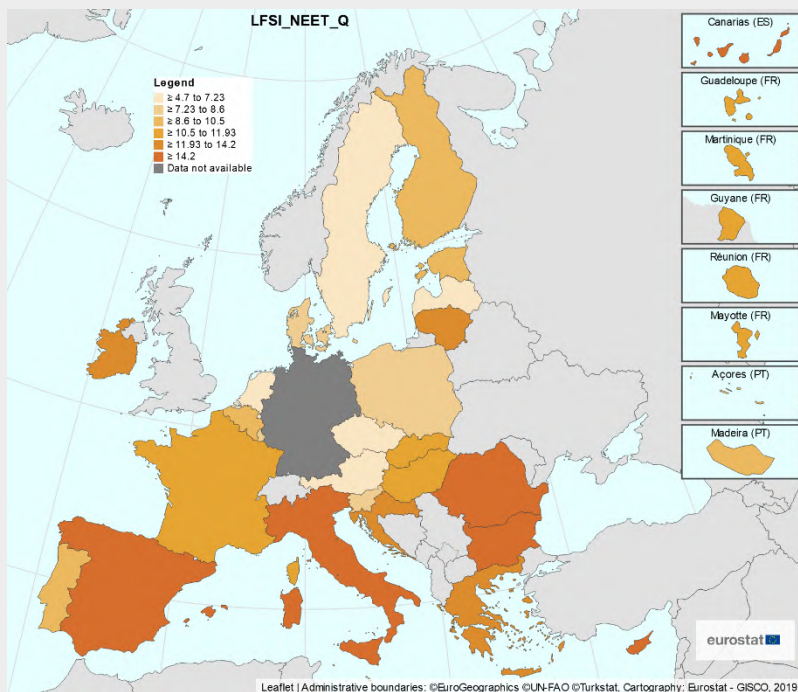 LFSI_NEET_Q
Legend
≥ 4.7 to 7.23
≥ 7.23 to 8.6
≥ 8.6 to 10.5
≥ 10.5 to 11.93
≥ 11.93 to 14.2
≥ 14.2
Data not available
Canarias (ES)
Guadeloupe (FR)
Martinique (FR)
Guyane (FR)
Réunion (FR)
Mayotte (FR)
Açores (PT)
Madeira (PT)
eurostat
Leaflet | Administrative boundaries: ©EuroGeographics ©UN-FAO ©Turkstat, Cartography: Eurostat - GISCO, 2019